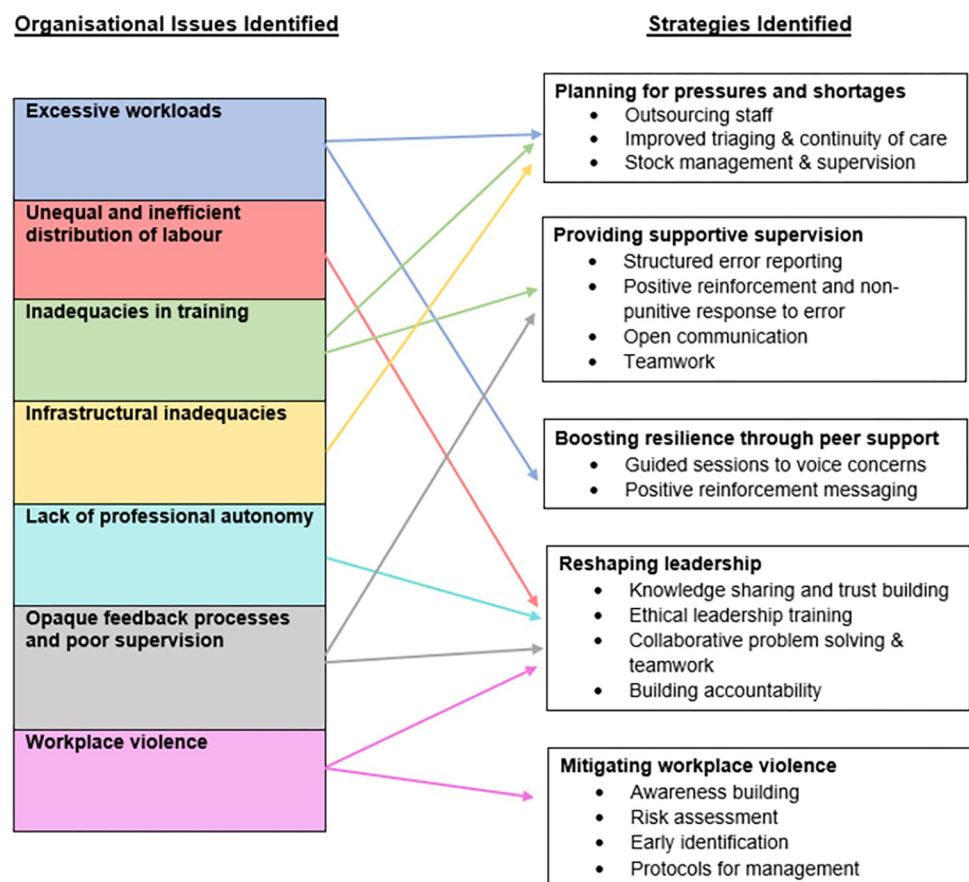 Organisational Issues Identified
Excessive workloads
Unequal and inefficient
distribution of labour
Inadequacies in training
Infrastructural inadequacies
Lack of professional autonomy
Opaque feedback processes
and poor supervision
Workplace violence
Strategies Identified
Planning for pressures and shortages
• Outsourcing staff
• Improved triaging & continuity of care
• Stock management & supervision
Providing supportive supervision
• Structured error reporting
• Positive reinforcement and non-
punitive response to error
• Open communication
• Teamwork
Boosting resilience through peer support
• Guided sessions to voice concerns
• Positive reinforcement messaging
Reshaping leadership
• Knowledge sharing and trust building
• Ethical leadership training
• Collaborative problem solving &
teamwork
• Building accountability
Mitigating workplace violence
• Awareness building
• Risk assessment
• Early identification
• Protocols for management